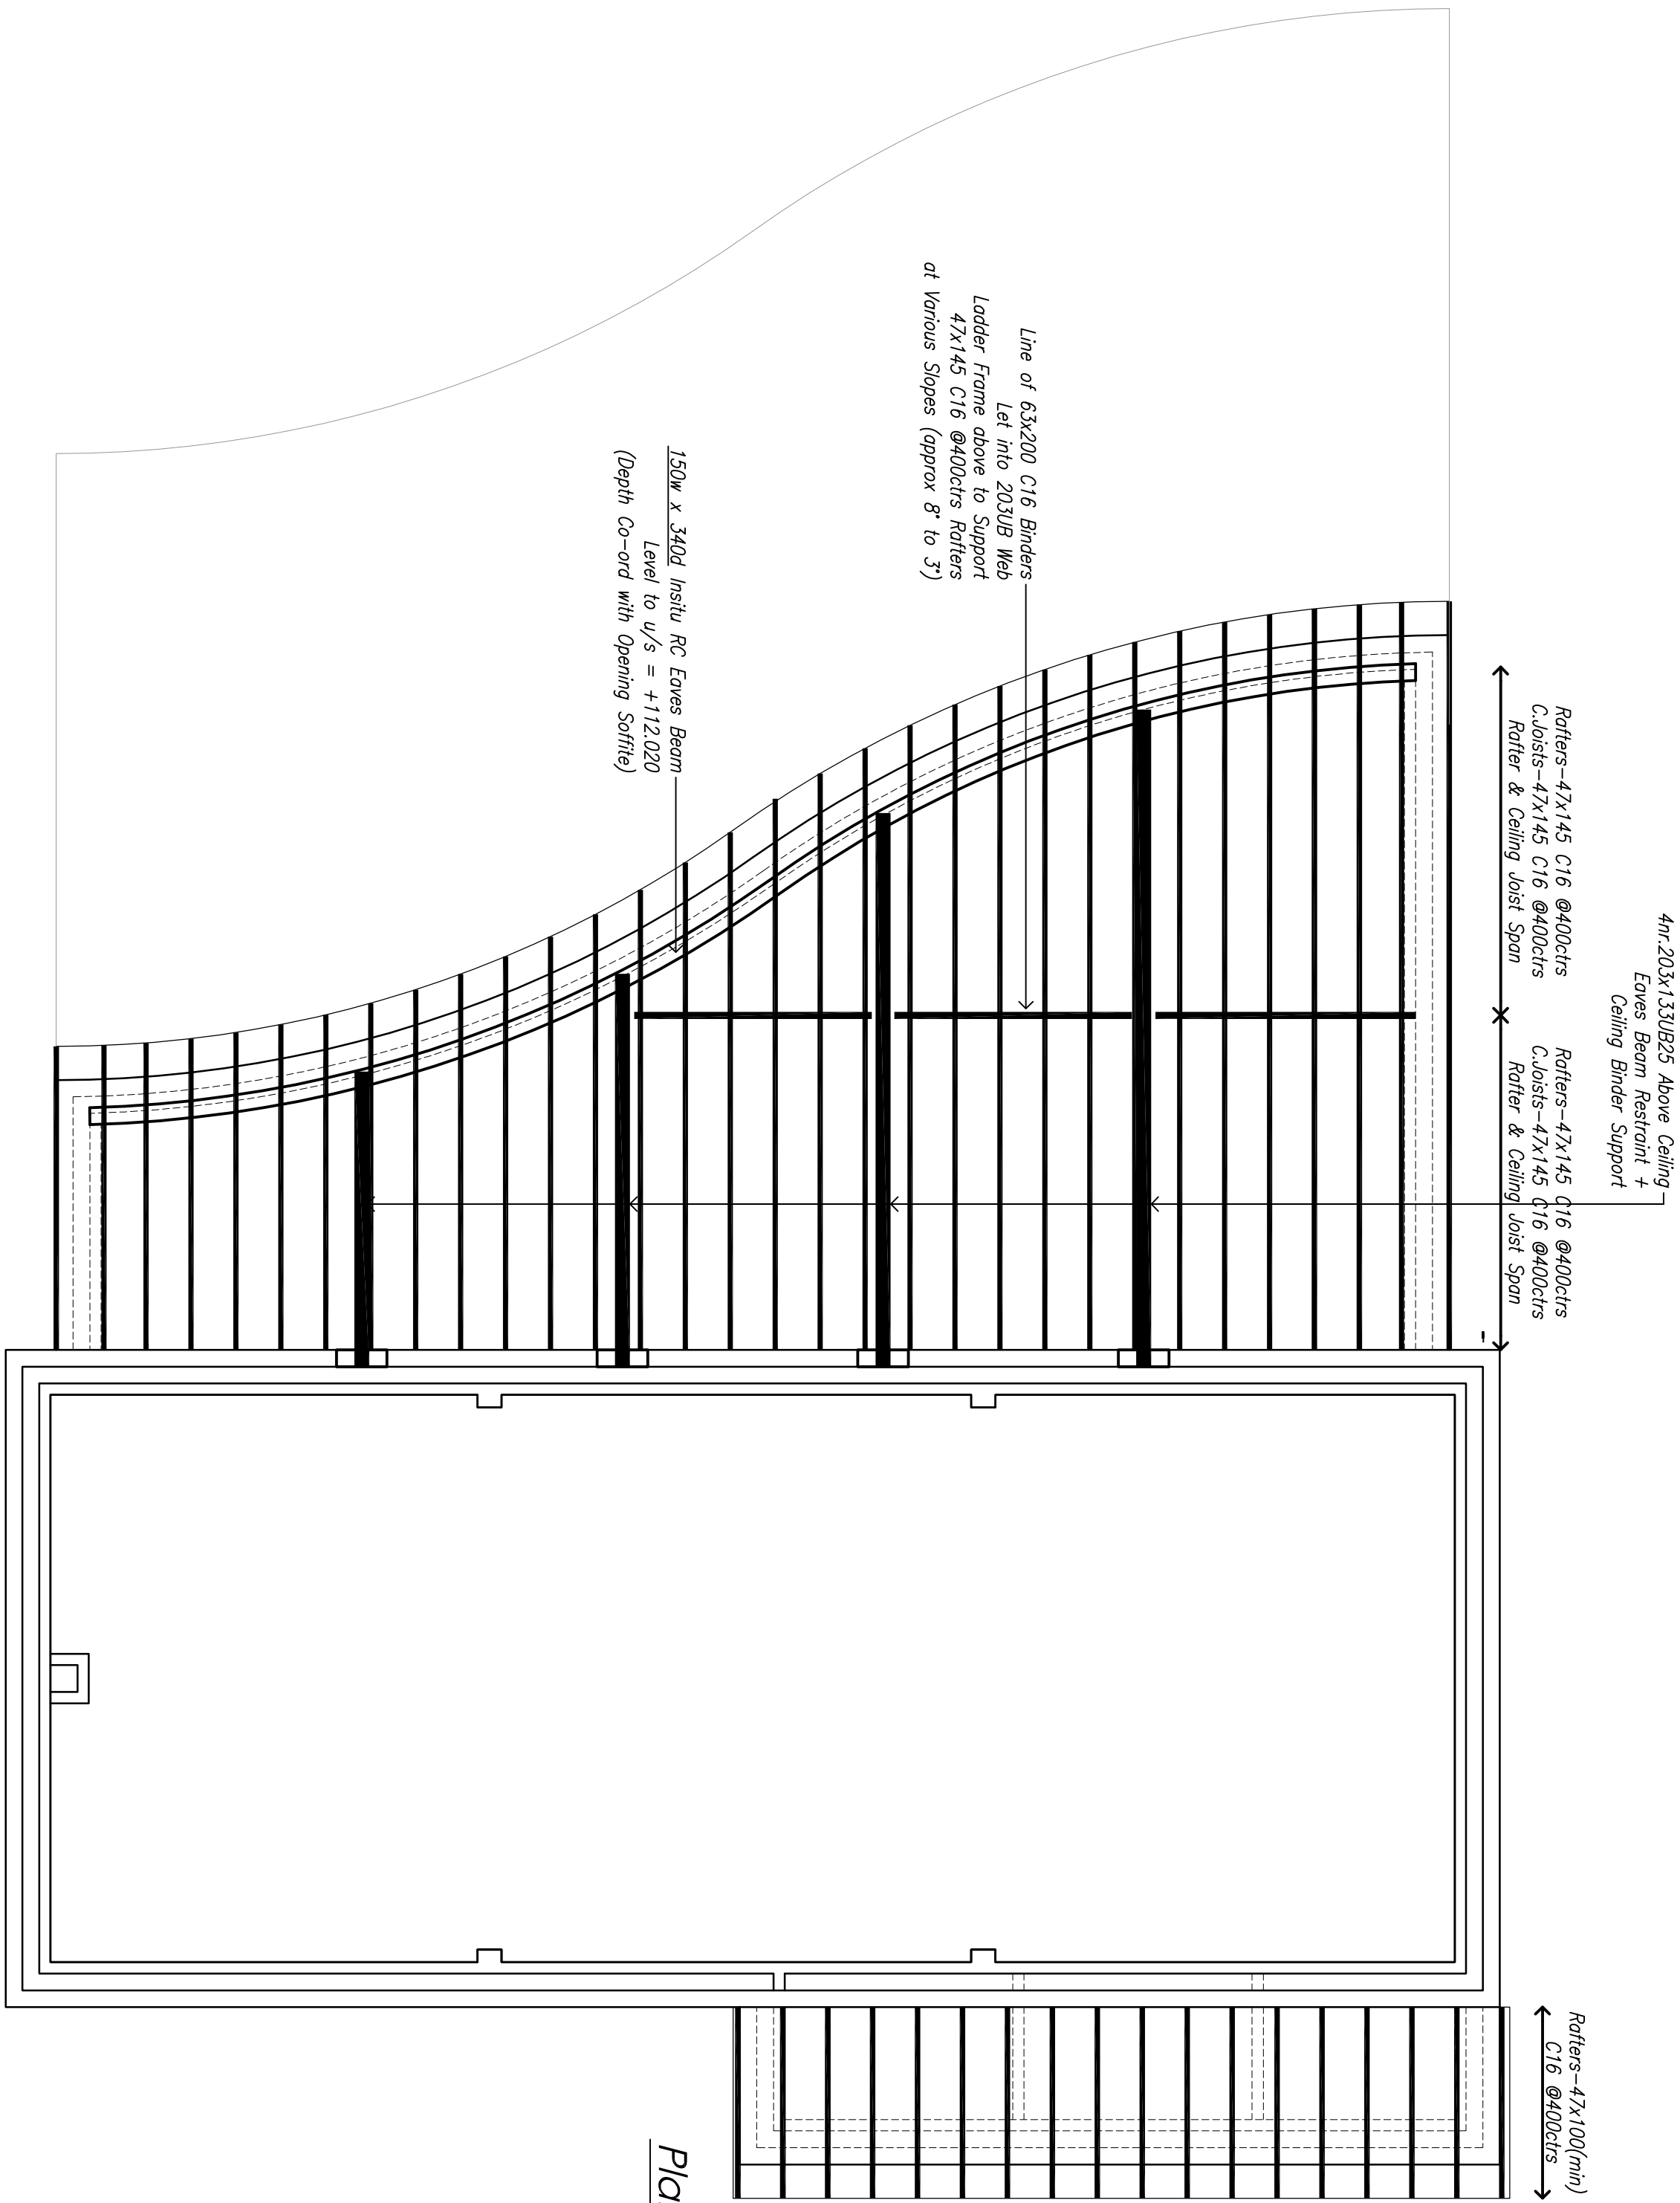 4nr.203x133UB25 Above Ceiling
Eaves Beam Restraint +
Ceiling Binder Support
Rafters-47x145 C16 @400ctrs
C.Joists-47x145 C16 @400ctrs
Rafter & Ceiling Joist Span
Rafters-47x145 C16 @400ctrs
C.Joists-47x145 C16 @400ctrs
Rafter & Ceiling Joist Span
Rafters-47x100(min)
C16 @400ctrs
Line of 63x200 C16 Binders
Let into 203UB Web
Ladder Frame above to Support
47x145 C16 @400ctrs Rafters
at Various Slopes (approx 8° to 3°)
150w x 340d Insitu RC Eaves Beam
Level to u/s = +112.020
(Depth Co-ord with Opening Soffite)